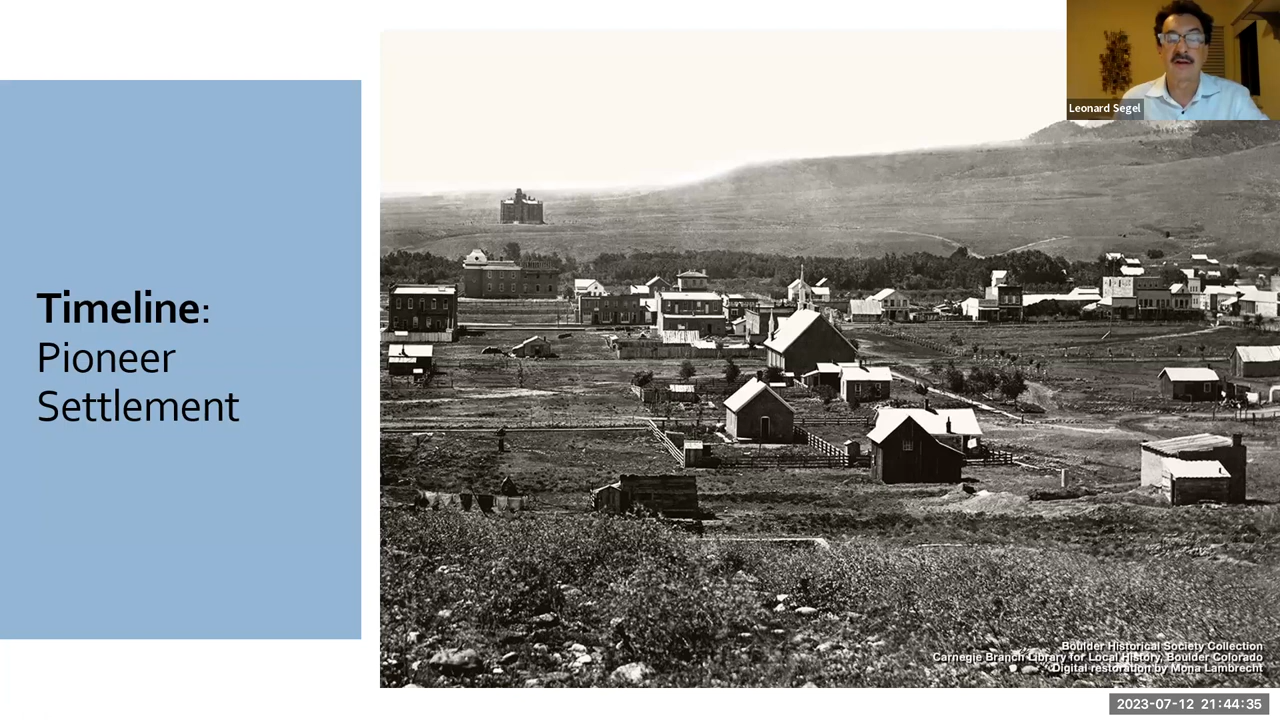 Timeline:
Pioneer
Settlement
Leonard Segel
Boulder Historical Society Collection
Carnegie Branch Library for Local History, Boulder Colorado
Digital restoration by Mona Lambrecht
2023-07-12 21:44:35